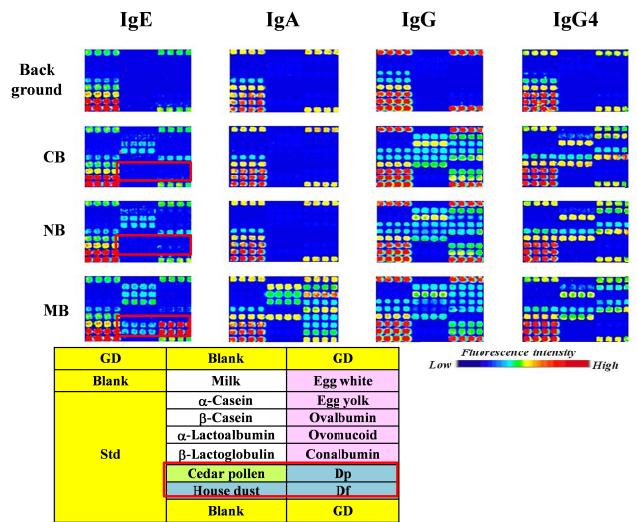 IgE IgA IgG IgG4
Back
ground
CB
NB
MB
Fluorescence intensity
Low High
GD Blank GD
Blank Milk Egg white
Std α-Casein Egg yolk
β-Casein Ovalbumin
α-Lactoalbumin Ovomucoid
β-Lactoglobulin Conalbumin
Cedar pollen Dp
House dust Df
Blank GD